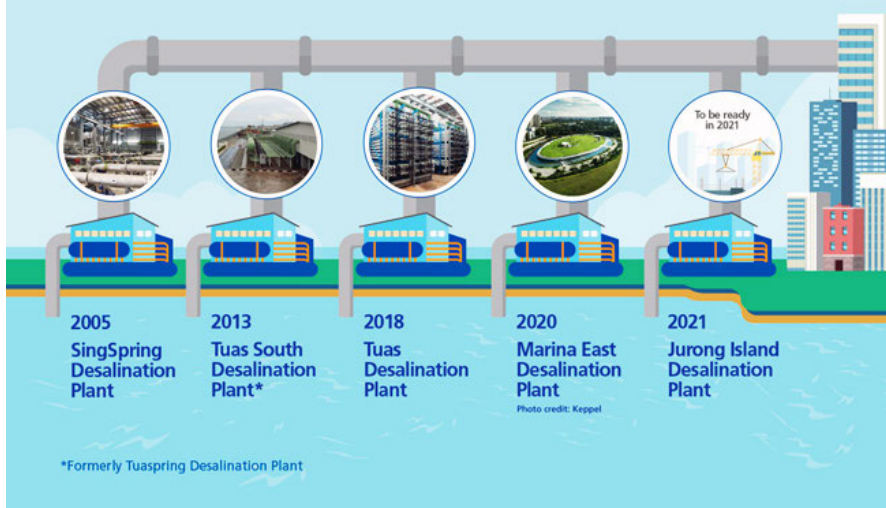 To be ready
in 2021
2005
SingSpring
Desalination
Plant
2013
Tuas South
Desalination
Plant*
2018
Tuas
Desalination
Plant
2020
Marina East
Desalination
Plant
Photo credit: Keppel
2021
Jurong Island
Desalination
Plant
*Formerly Tuaspring Desalination Plant